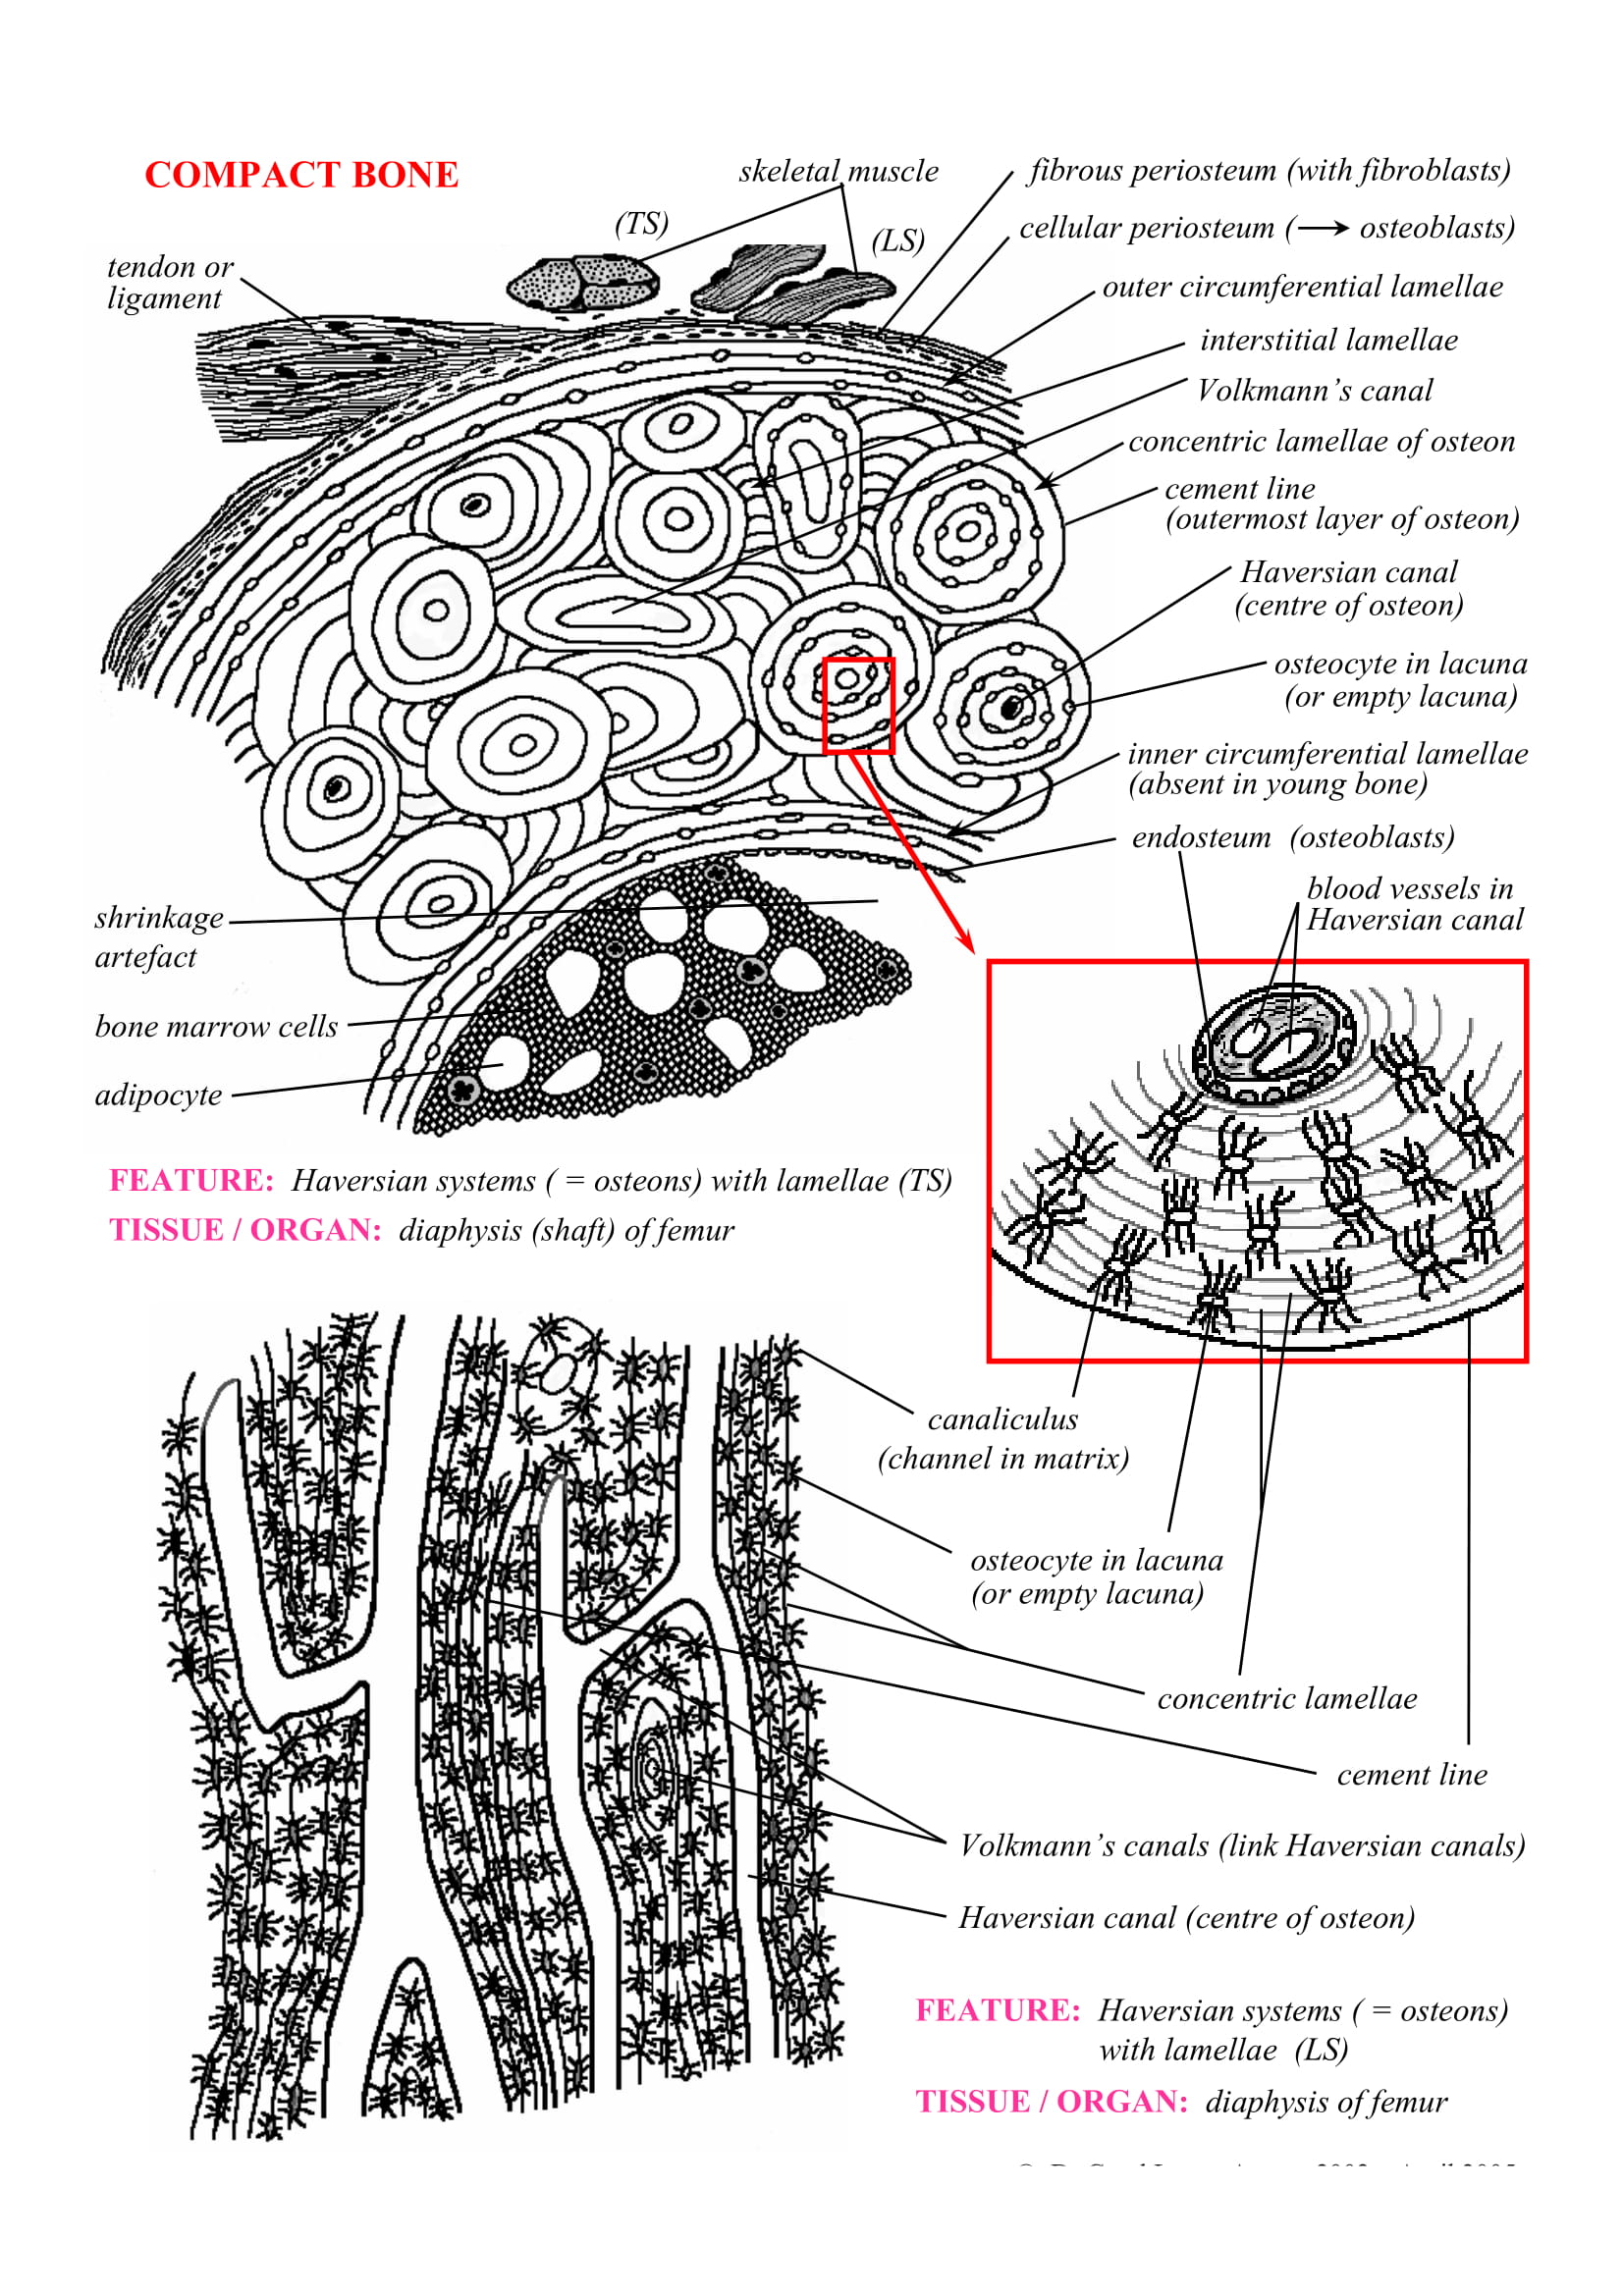 COMPACT BONE
skeletal muscle
(TS)
(LS)
tendon or
ligament
fibrous periosteum (with fibroblasts)
cellular periosteum (→ osteoblasts)
outer circumferential lamellae
interstitial lamellae
Volkmann’s canal
concentric lamellae of osteon
cement line
(outermost layer of osteon)
Haversian canal
(centre of osteon)
osteocyte in lacuna
(or empty lacuna)
inner circumferential lamellae
(absent in young bone)
endosteum (osteoblasts)
blood vessels in
Haversian canal
shrinkage
artefact
bone marrow cells
adipocyte
FEATURE: Haversian systems ( = osteons) with lamellae (TS)
TISSUE / ORGAN: diaphysis (shaft) of femur
canaliculus
(channel in matrix)
osteocyte in lacuna
(or empty lacuna)
concentric lamellae
cement line
Volkmann’s canals (link Haversian canals)
Haversian canal (centre of osteon)
FEATURE: Haversian systems ( = osteons)
with lamellae (LS)
TISSUE / ORGAN: diaphysis of femur